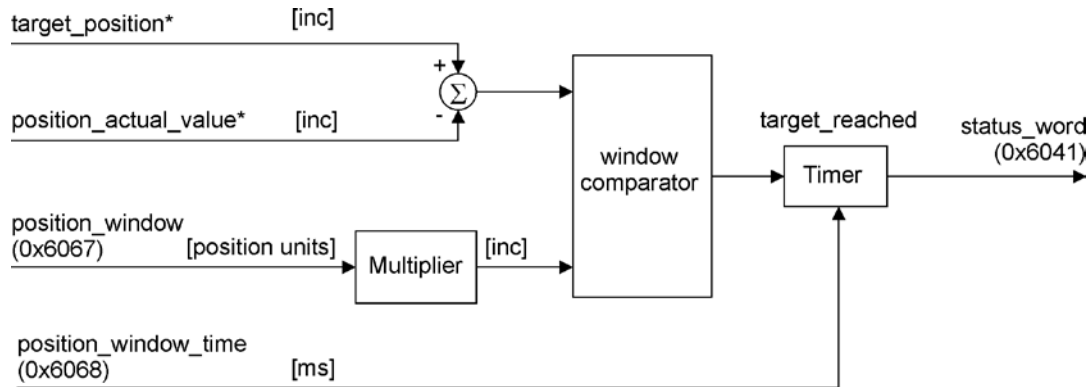 target_position* [inc]
+
Σ
-
position_actual_value* [inc]
window
comparator
target_reached
Timer
status_word
(0x6041)
position_window
(0x6067) [position units]
Multiplier
[inc]
position_window_time
(0x6068) [ms]